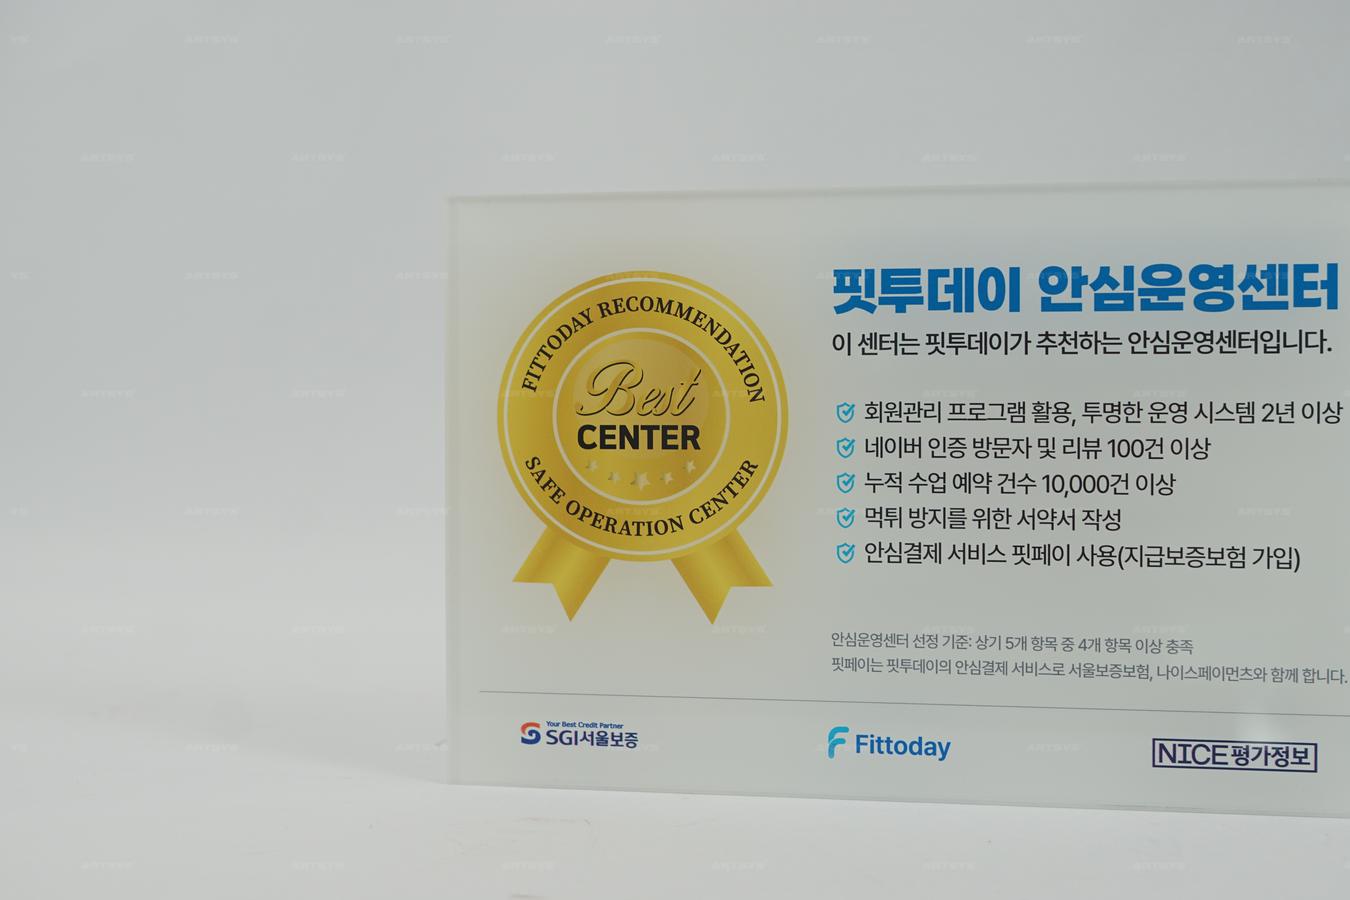 FITTODAY RECOMMENDATION
Best
CENTER
SAFE OPERATION CENTER
핏투데이 안심운영센터
이 센터는 핏투데이가 추천하는 안심운영센터입니다.
회원관리 프로그램 활용, 투명한 운영 시스템 2년 이상
네이버 인증 방문자 및 리뷰 100건 이상
누적 수업 예약 건수 10,000건 이상
먹튀 방지를 위한 서약서 작성
안심결제 서비스 핏페이 사용(지급보증보험 가입)
안심운영센터 선정 기준: 상기 5개 항목 중 4개 항목 이상 충족
핏페이는 핏투데이의 안심결제 서비스로 서울보증보험, 나이스페이먼츠와 함께 합니다.
Your Best Credit Partner
SGI서울보증
Fittoday
NICE평가정보
ARTSYS